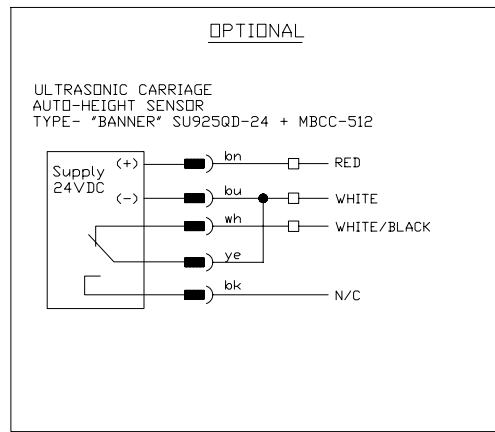 OPTIONAL
ULTRASONIC CARRIAGE
AUTO-HEIGHT SENSOR
TYPE- "BANNER" SU925QD-24 + MBCC-512
Supply (+) bn RED
24VDC (-) bu WHITE
wh WHITE/BLACK
ye
bk N/C